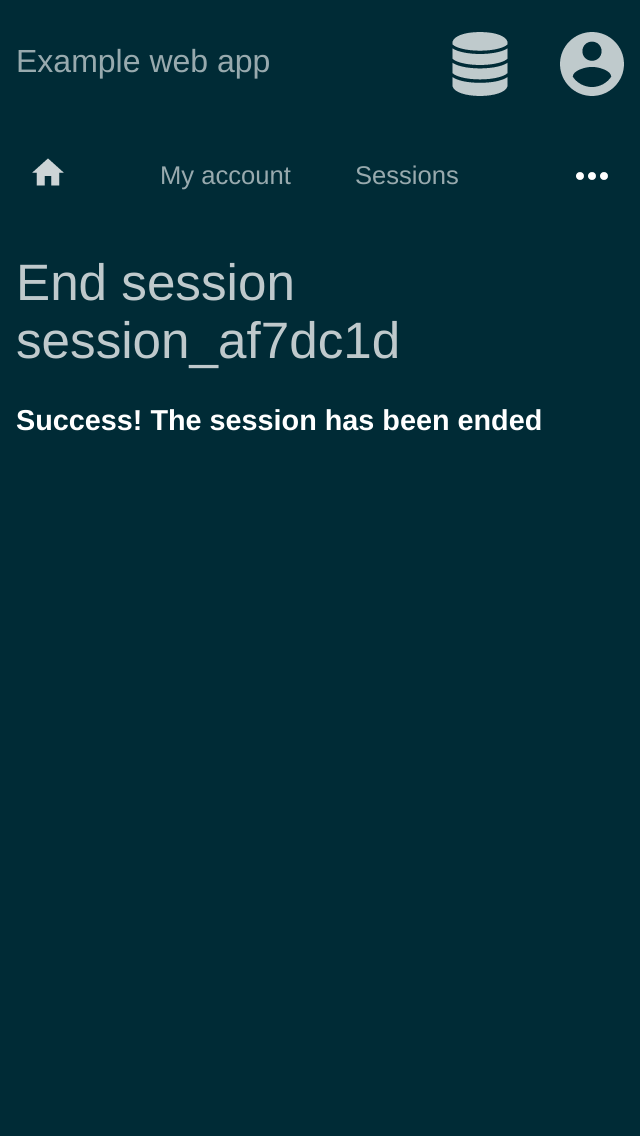 Example web app
My account Sessions
End session
session_af7dc1d
Success! The session has been ended